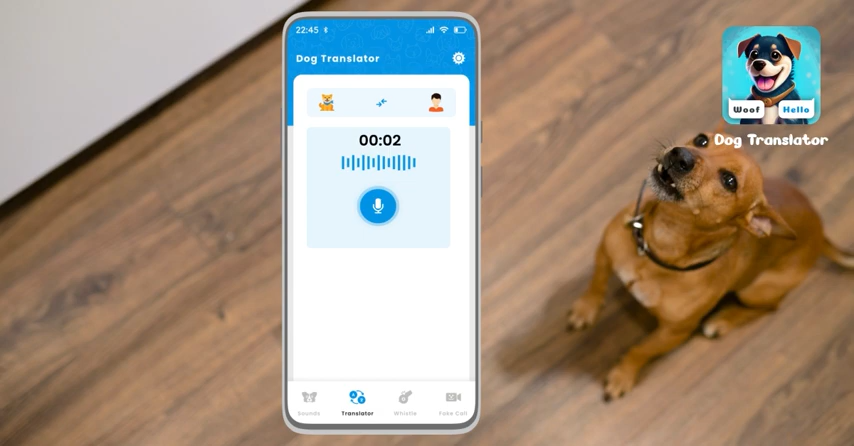 22:45
Dog Translator
00:02
Sounds
Translator
Whistle
Fake Call
Woof
Hello
Dog Translator